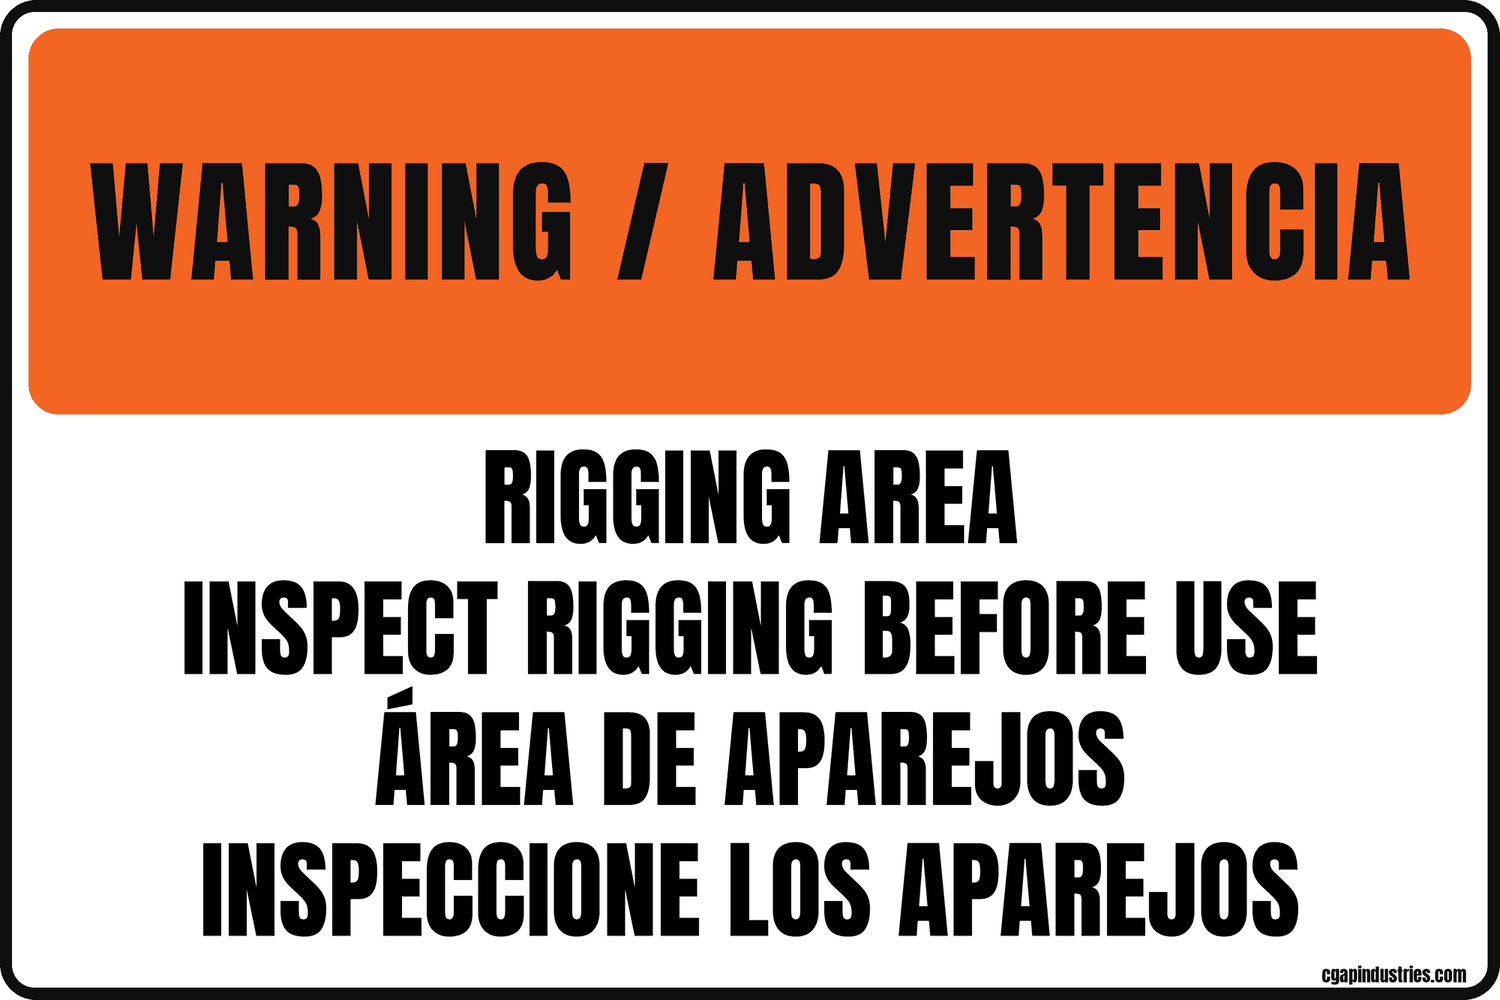 WARNING / ADVERTENCIA
RIGGING AREA
INSPECT RIGGING BEFORE USE
ÁREA DE APAREJOS
INSPECCIONE LOS APAREJOS
cgapindustries.com